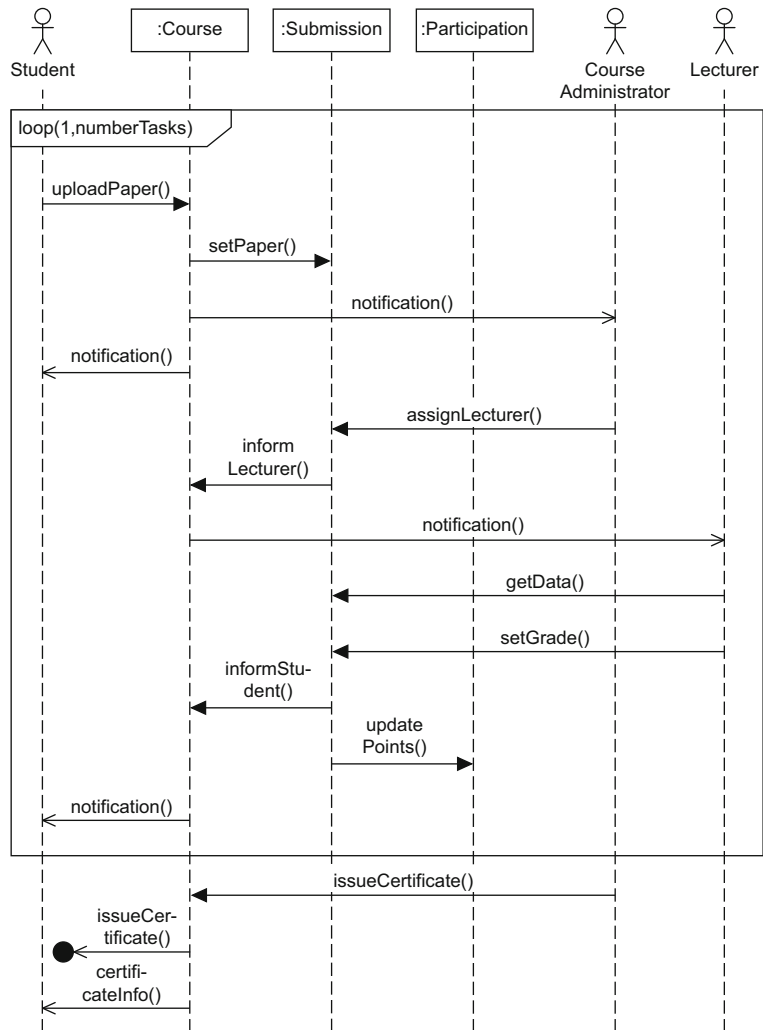 Student
:Course
:Submission
:Participation
Course
Administrator
Lecturer
loop(1,numberTasks)
uploadPaper()
setPaper()
notification()
notification()
assignLecturer()
inform
Lecturer()
notification()
getData()
setGrade()
informStu-
dent()
update
Points()
notification()
issueCertificate()
issueCer-
tificate()
certifi-
cateInfo()